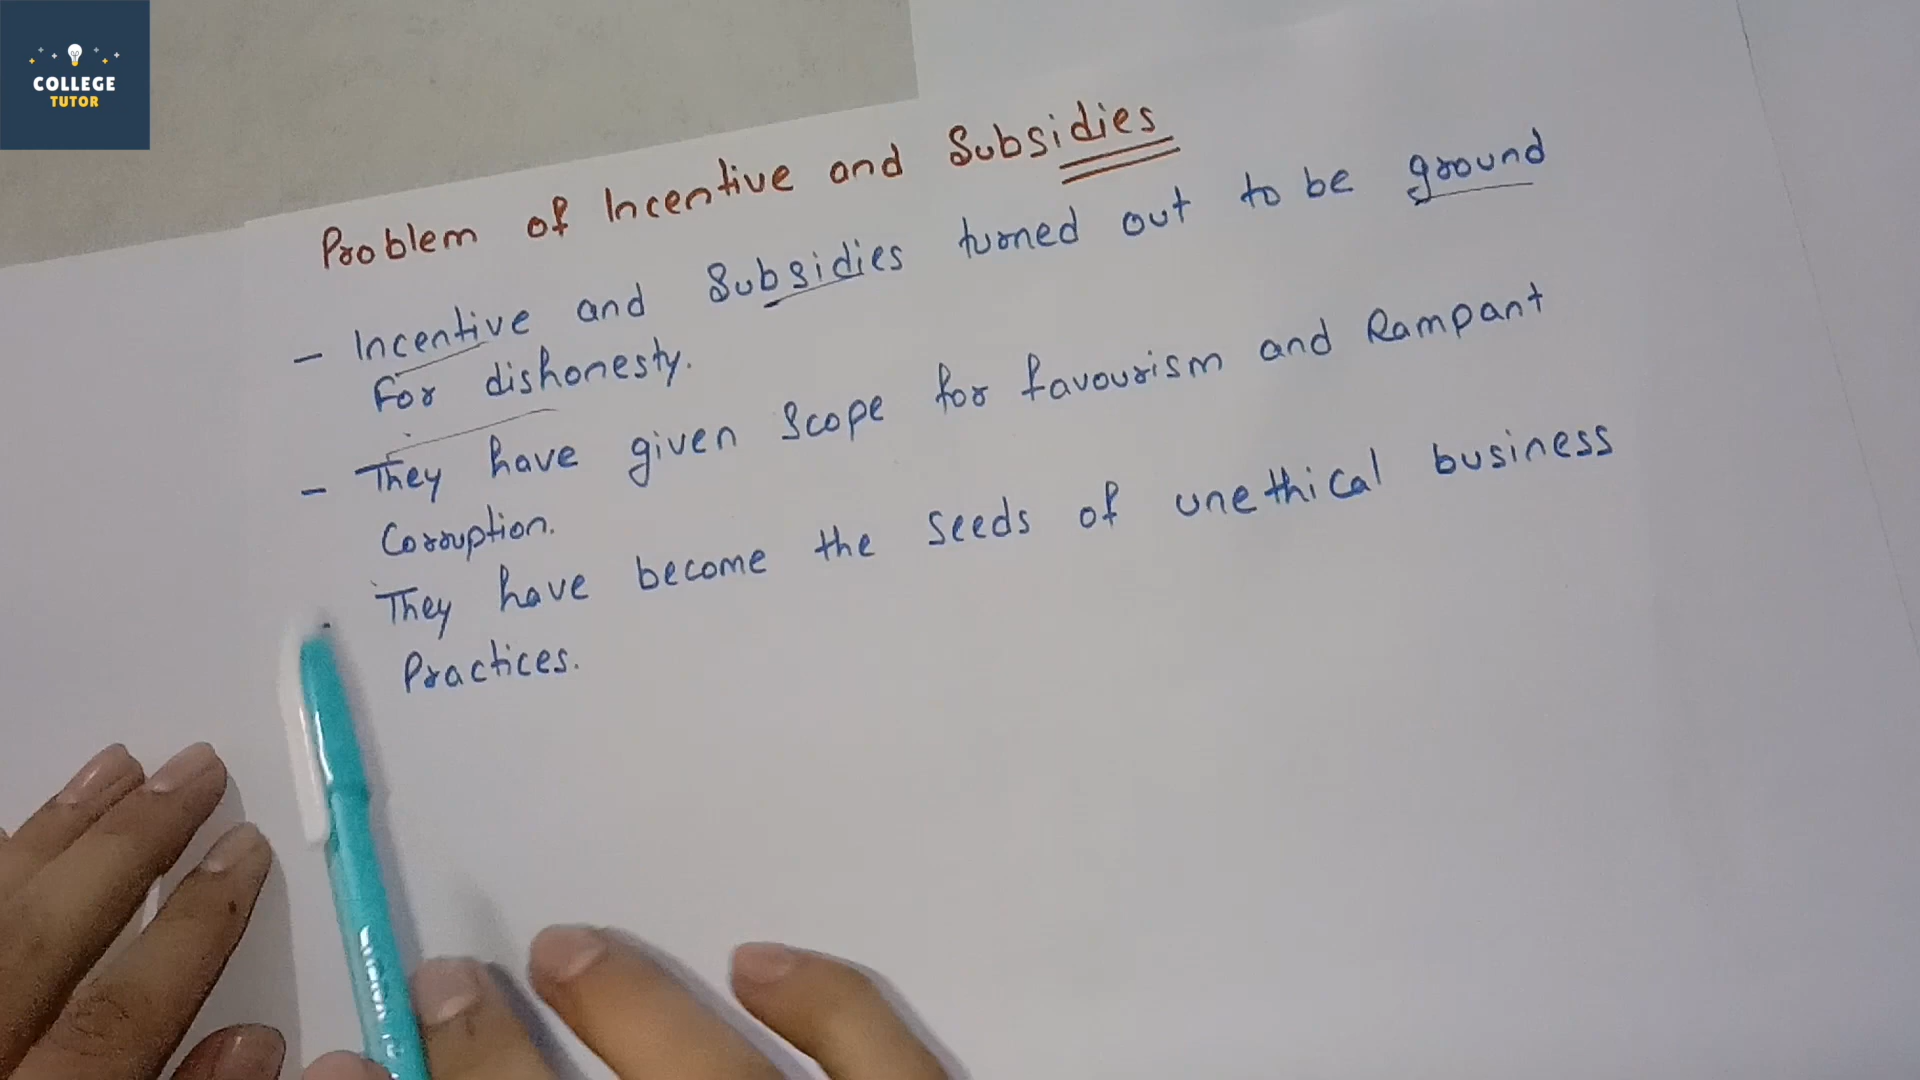 COLLEGE
TUTOR
Problem of Incentive and Subsidies
- Incentive and Subsidies turned out to be ground
For dishonesty.
- They have given Scope for favourism and Rampant
Corruption.
They have become the seeds of unethical business
Practices.